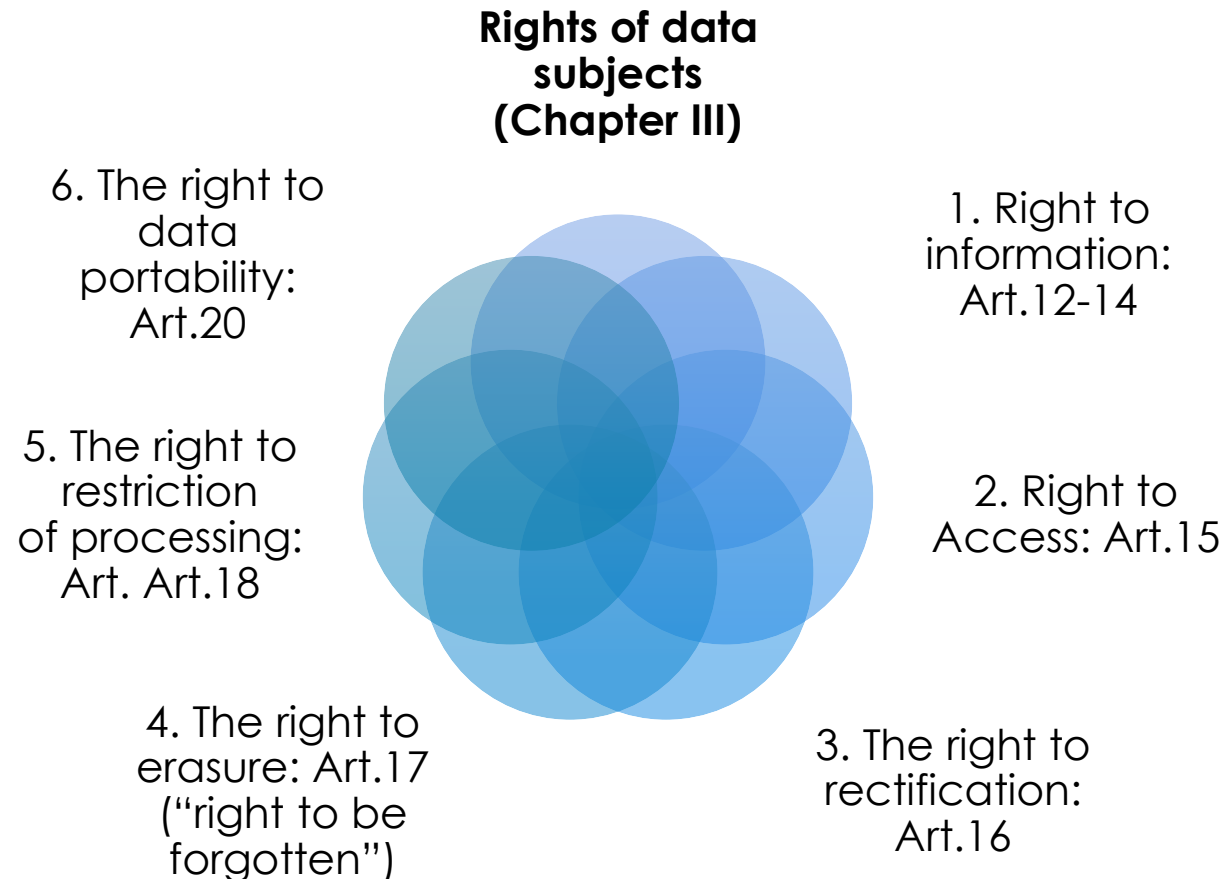 Rights of data
subjects
(Chapter III)
1. Right to
information:
Art.12-14
2. Right to
Access: Art.15
3. The right to
rectification:
Art.16
4. The right to
erasure: Art.17
(“right to be
forgotten”)
5. The right to
restriction
of processing:
Art. Art.18
6. The right to
data
portability:
Art.20